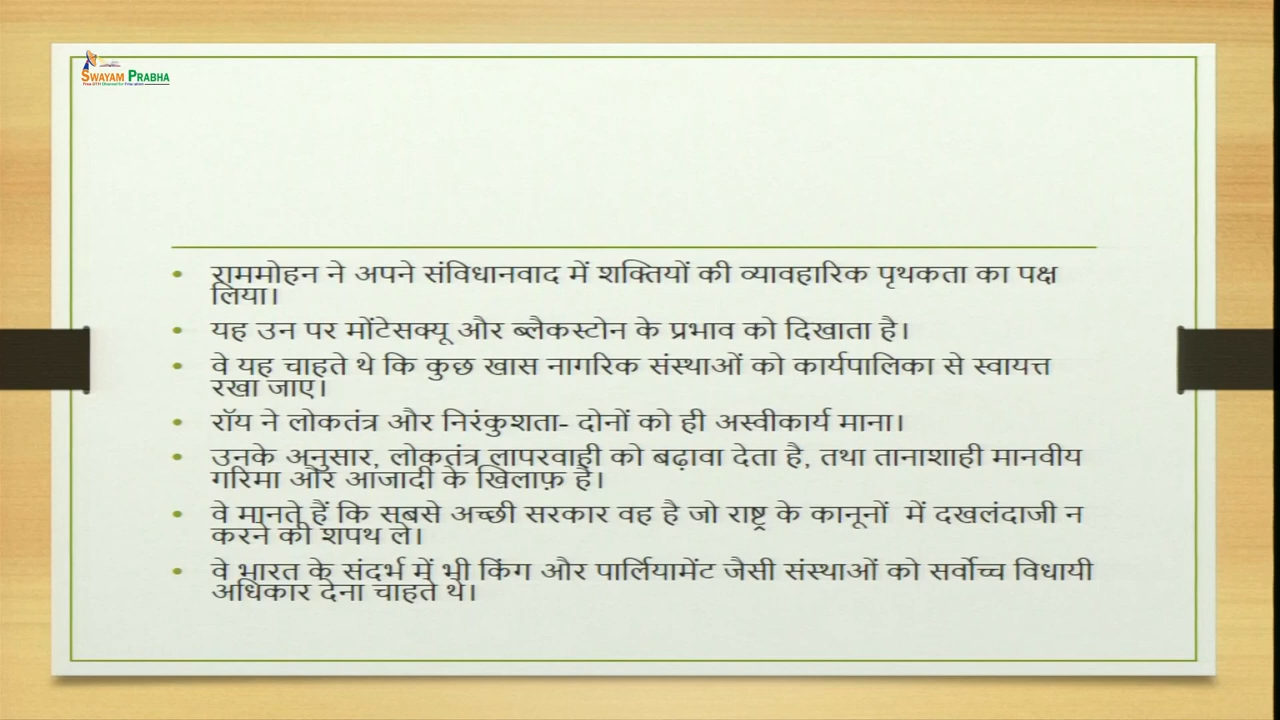 SWAYAM PRABHA
• राममोहन ने अपने संविधानवाद में शक्तियों की व्यावहारिक पृथकता का पक्ष
लिया।
• यह उन पर मोंटेसक्यू और ब्लैकस्टोन के प्रभाव को दिखाता है।
• वे यह चाहते थे कि कुछ खास नागरिक संस्थाओं को कार्यपालिका से स्वायत्त
रखा जाए।
• रॉय ने लोकतंत्र और निरंकुशता- दोनों को ही अस्वीकार्य माना।
• उनके अनुसार, लोकतंत्र लापरवाही को बढ़ावा देता है, तथा तानाशाही मानवीय
गरिमा और आजादी के खिलाफ़ है।
• वे मानते हैं कि सबसे अच्छी सरकार वह है जो राष्ट्र के कानूनों में दखलंदाजी न
करने की शपथ ले।
• वे भारत के संदर्भ में भी किंग और पार्लियामेंट जैसी संस्थाओं को सर्वोच्च विधायी
अधिकार देना चाहते थे।